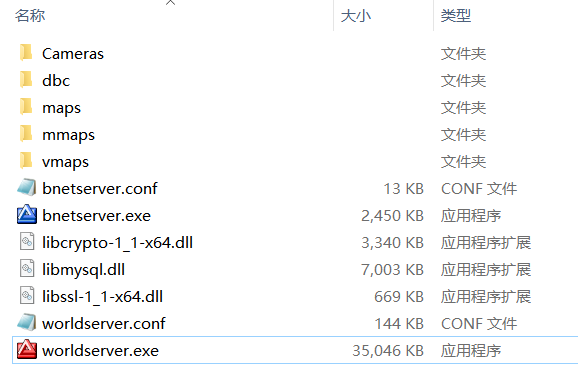 名称 大小 类型
Cameras 文件夹
dbc 文件夹
maps 文件夹
mmaps 文件夹
vmaps 文件夹
bnetserver.conf 13 KB CONF 文件
bnetserver.exe 2,450 KB 应用程序
libcrypto-1_1-x64.dll 3,340 KB 应用程序扩展
libmysql.dll 7,003 KB 应用程序扩展
libssl-1_1-x64.dll 669 KB 应用程序扩展
worldserver.conf 144 KB CONF 文件
worldserver.exe 35,046 KB 应用程序